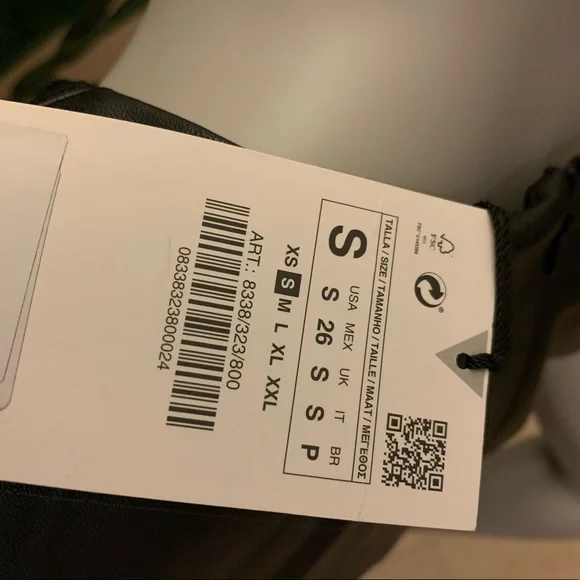 FSC
TALLA / SIZE / TAMANHO / TAILLE / MAAT / ΜΕΓΕΘΟΣ
S
USA MEX UK IT BR
S 26 S S P
XS S M L XL XXL
ART.: 8338/323/800
08338323800024